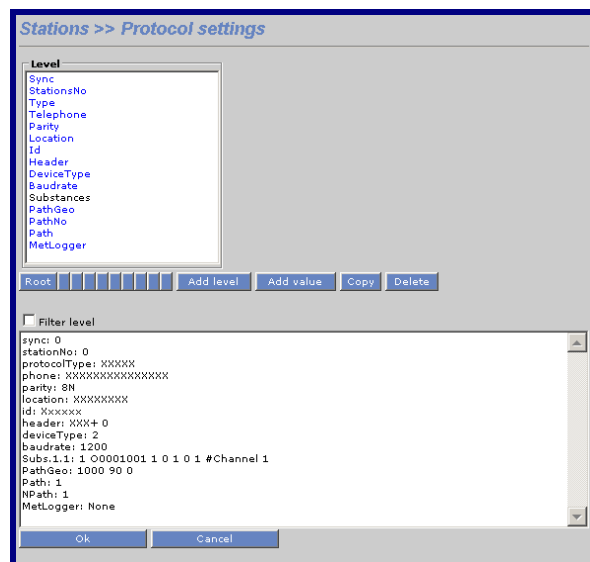 Stations >> Protocol settings
Level
Sync
StationsNo
Type
Telephone
Parity
Location
Id
Header
DeviceType
Baudrate
Substances
PathGeo
PathNo
Path
MetLogger
Root Add level Add value Copy Delete
Filter level
sync: 0
stationNo: 0
protocolType: XXXXX
phone: XXXXXXXXXXXXXXX
parity: 8N
location: XXXXXXXX
id: Xxxxxx
header: XXX+ 0
deviceType: 2
baudrate: 1200
Subs.1.1: 1 O0001001 1 0 1 0 1 #Channel 1
PathGeo: 1000 90 0
Path: 1
NPath: 1
MetLogger: None
Ok Cancel